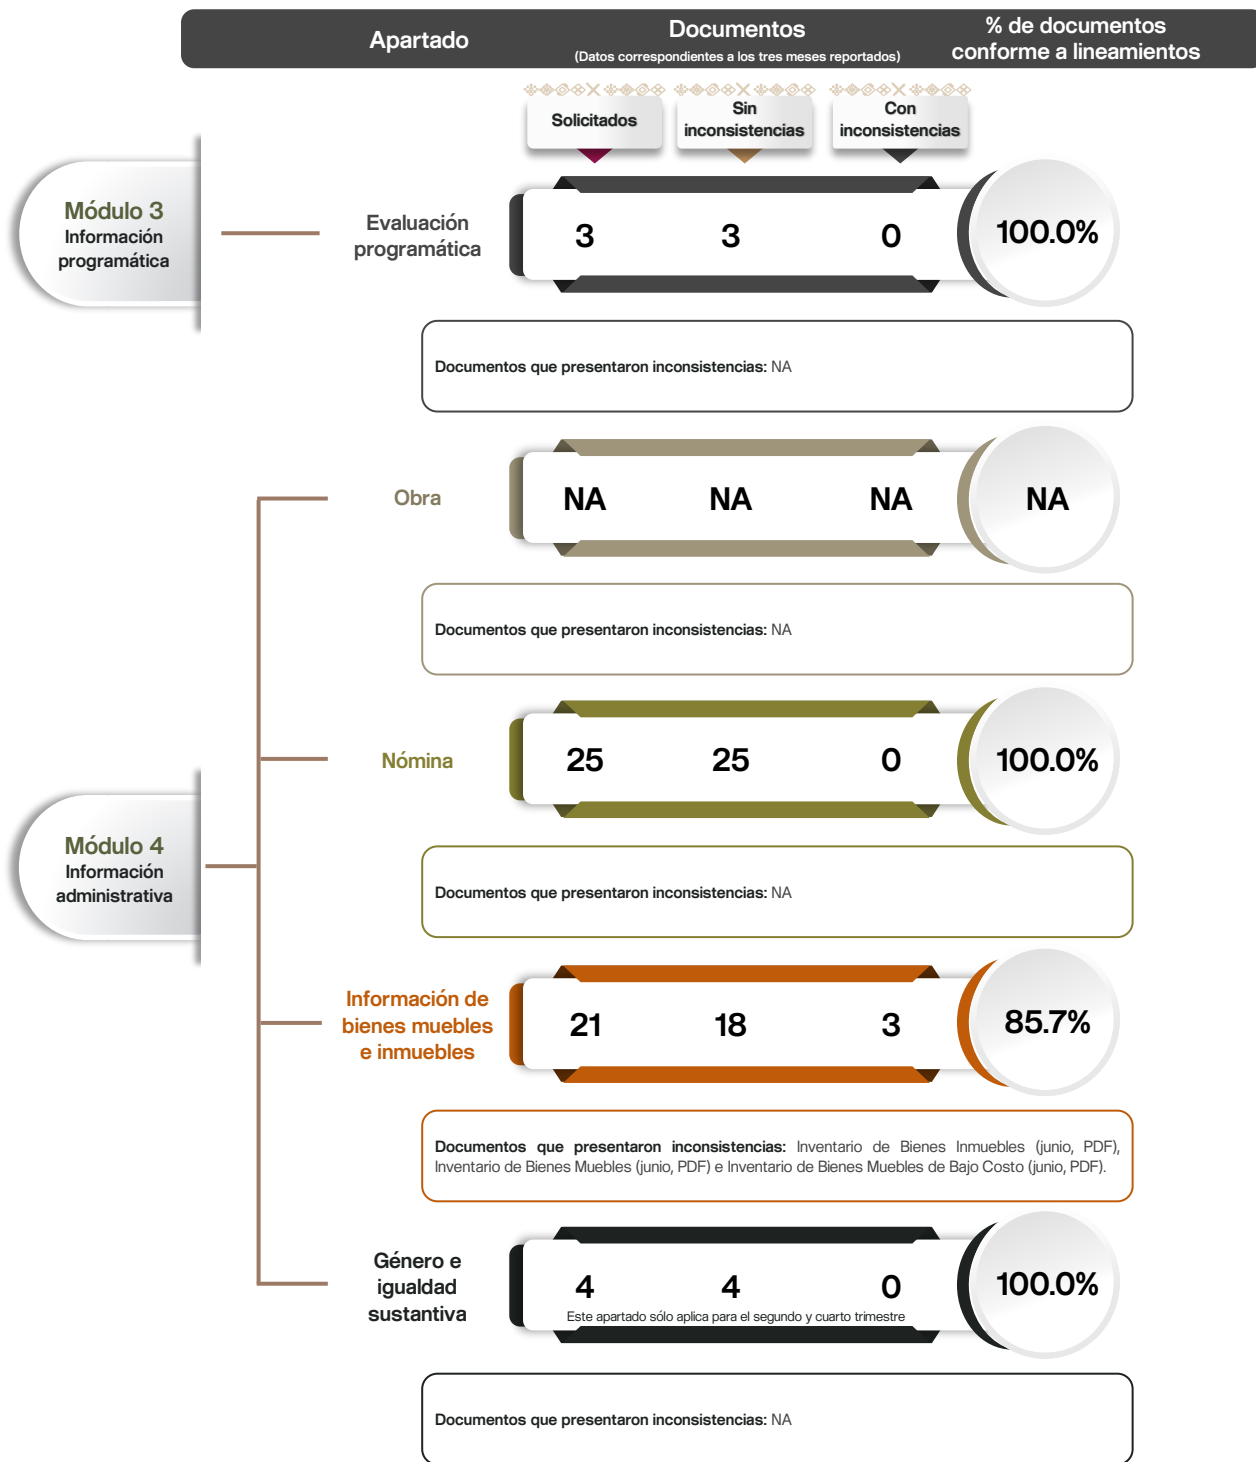 Apartado
Documentos
(Datos correspondientes a los tres meses reportados)
% de documentos
conforme a lineamientos
Solicitados
Sin
inconsistencias
Con
inconsistencias
Módulo 3
Información
programática
Evaluación
programática
3 3 0 100.0%
Documentos que presentaron inconsistencias: NA
Obra
NA NA NA NA
Documentos que presentaron inconsistencias: NA
Nómina
25 25 0 100.0%
Documentos que presentaron inconsistencias: NA
Módulo 4
Información
administrativa
Información de
bienes muebles
e inmuebles
21 18 3 85.7%
Documentos que presentaron inconsistencias: Inventario de Bienes Inmuebles (junio, PDF),
Inventario de Bienes Muebles (junio, PDF) e Inventario de Bienes Muebles de Bajo Costo (junio, PDF).
Género e
igualdad
sustantiva
4 4 0 100.0%
Este apartado sólo aplica para el segundo y cuarto trimestre
Documentos que presentaron inconsistencias: NA